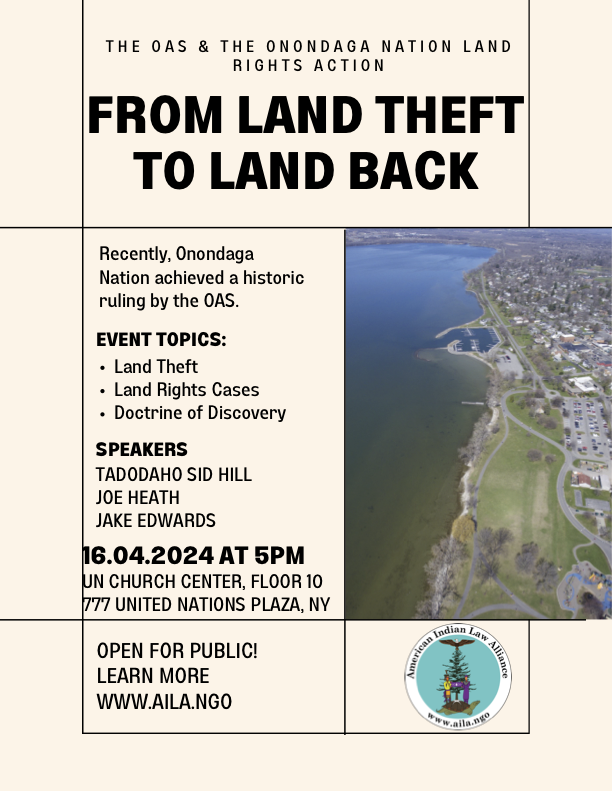 THE OAS & THE ONONDAGA NATION LAND
RIGHTS ACTION
FROM LAND THEFT
TO LAND BACK
Recently, Onondaga
Nation achieved a historic
ruling by the OAS.
EVENT TOPICS:
• Land Theft
• Land Rights Cases
• Doctrine of Discovery
SPEAKERS
TADODAHO SID HILL
JOE HEATH
JAKE EDWARDS
16.04.2024 AT 5PM
UN CHURCH CENTER, FLOOR 10
777 UNITED NATIONS PLAZA, NY
OPEN FOR PUBLIC!
LEARN MORE
WWW.AILA.NGO
American Indian Law Alliance
www.aila.ngo